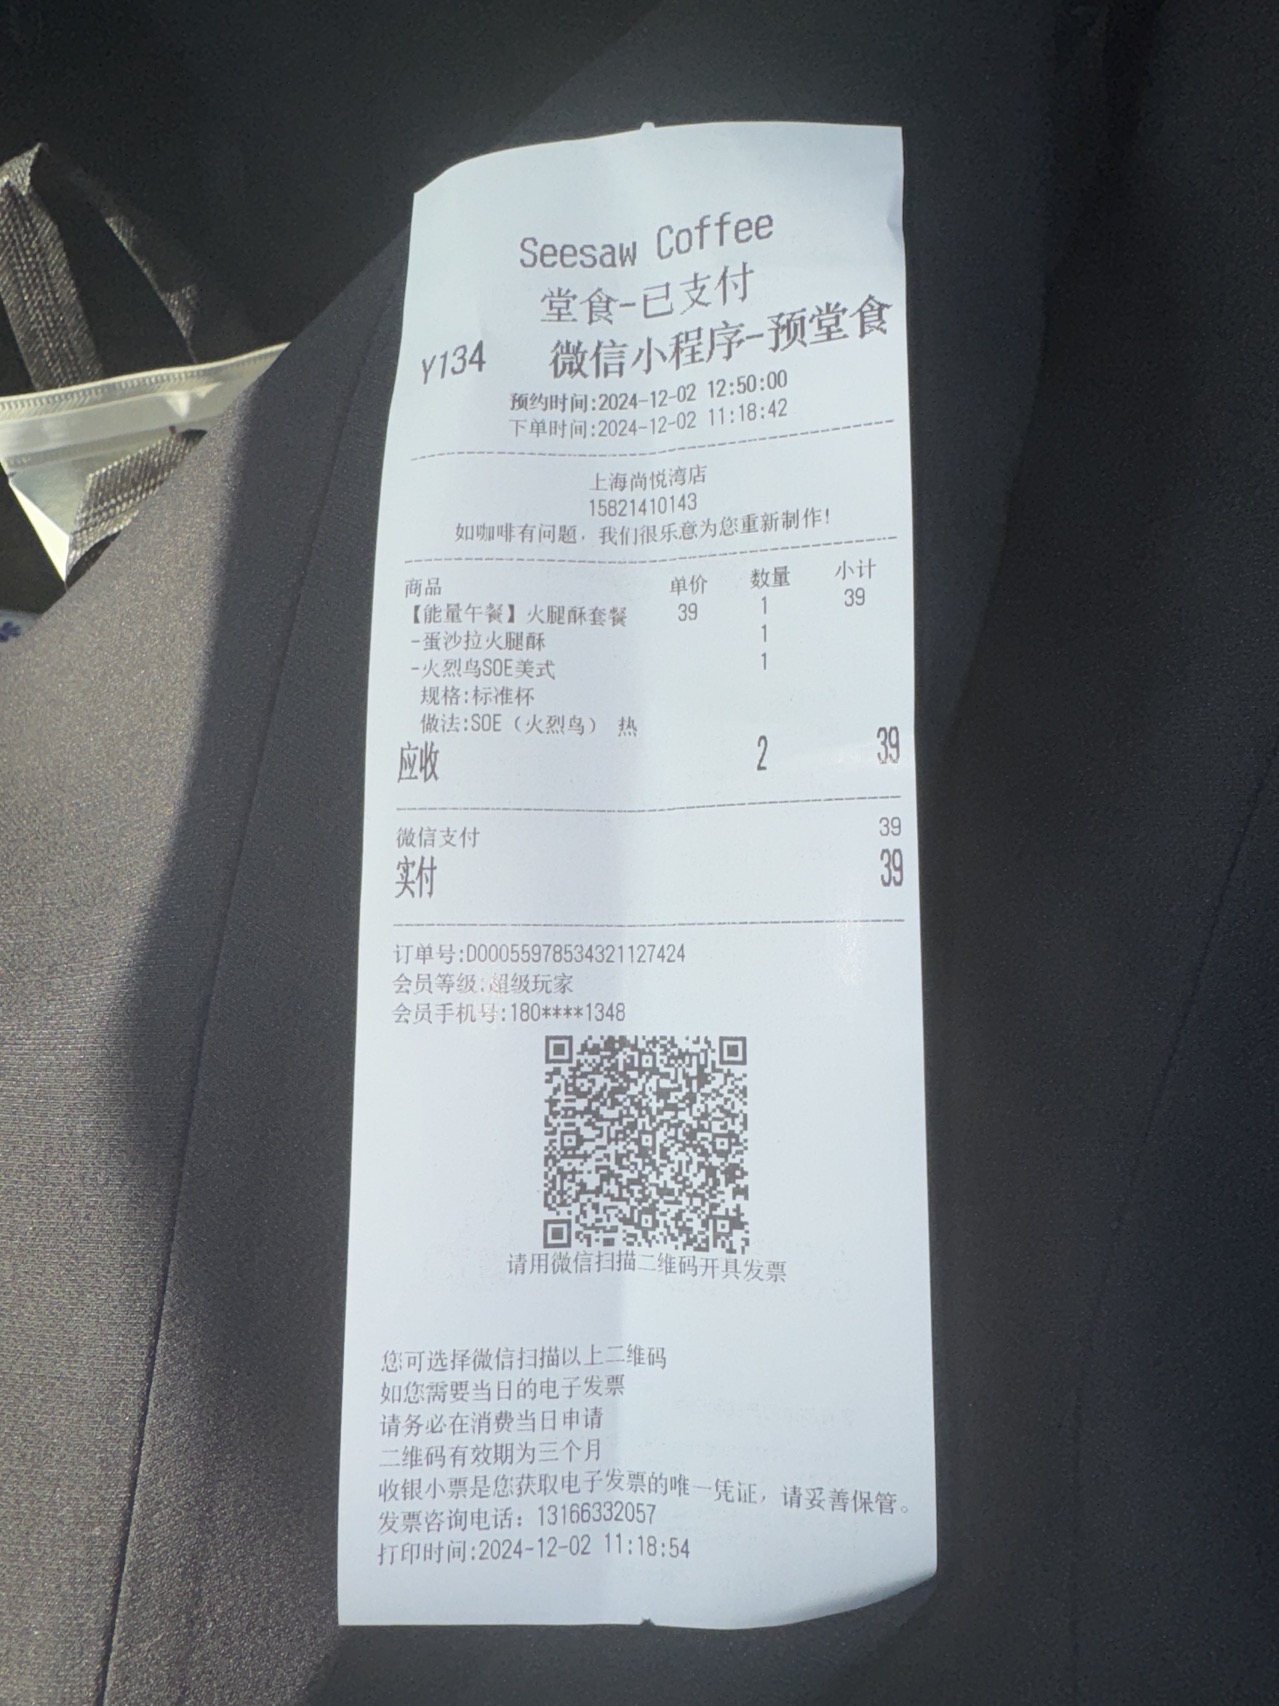 Seesaw Coffee
堂食-已支付
Y134 微信小程序-预堂食
预约时间:2024-12-02 12:50:00
下单时间:2024-12-02 11:18:42
上海尚悦湾店
15821410143
如咖啡有问题，我们很乐意为您重新制作!
商品 单价 数量 小计
【能量午餐】火腿酥套餐 39 1 39
-蛋沙拉火腿酥 1
-火烈鸟SOE美式 1
规格:标准杯
做法:SOE（火烈鸟） 热
应收 2 39
微信支付 39
实付 39
订单号:D00055978534321127424
会员等级:超级玩家
会员手机号:180****1348
请用微信扫描二维码开具发票
您可选择微信扫描以上二维码
如您需要当日的电子发票
请务必在消费当日申请
二维码有效期为三个月
收银小票是您获取电子发票的唯一凭证，请妥善保管。
发票咨询电话：13166332057
打印时间:2024-12-02 11:18:54